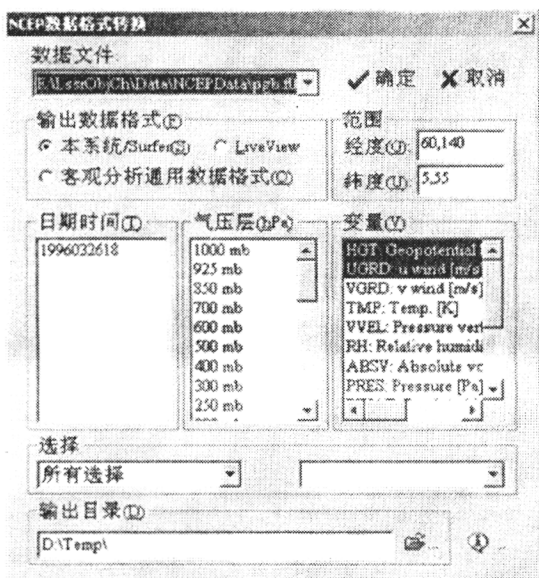 NCEP数据格式转换
数据文件
E:\LssrObjCh\Data\NCEPData\pgb.f
确定
取消
输出数据格式(F)
本系统/Surfer(S)
LiveView
客观分析通用数据格式(O)
范围
经度(J):
60,140
纬度(U):
5,55
日期时间(T)
1996032618
气压层(hPa)
1000 mb
925 mb
850 mb
700 mb
600 mb
500 mb
400 mb
300 mb
250 mb
变量(V)
HGT: Geopotential
UGRD: u wind [m/s
VGRD: v wind [m/s]
TMP: Temp. [K]
VVEL: Pressure vert
RH: Relative humidi
ABSV: Absolute vc
PRES: Pressure [Pa]
选择
所有选择
输出目录(D)
D:\Temp\